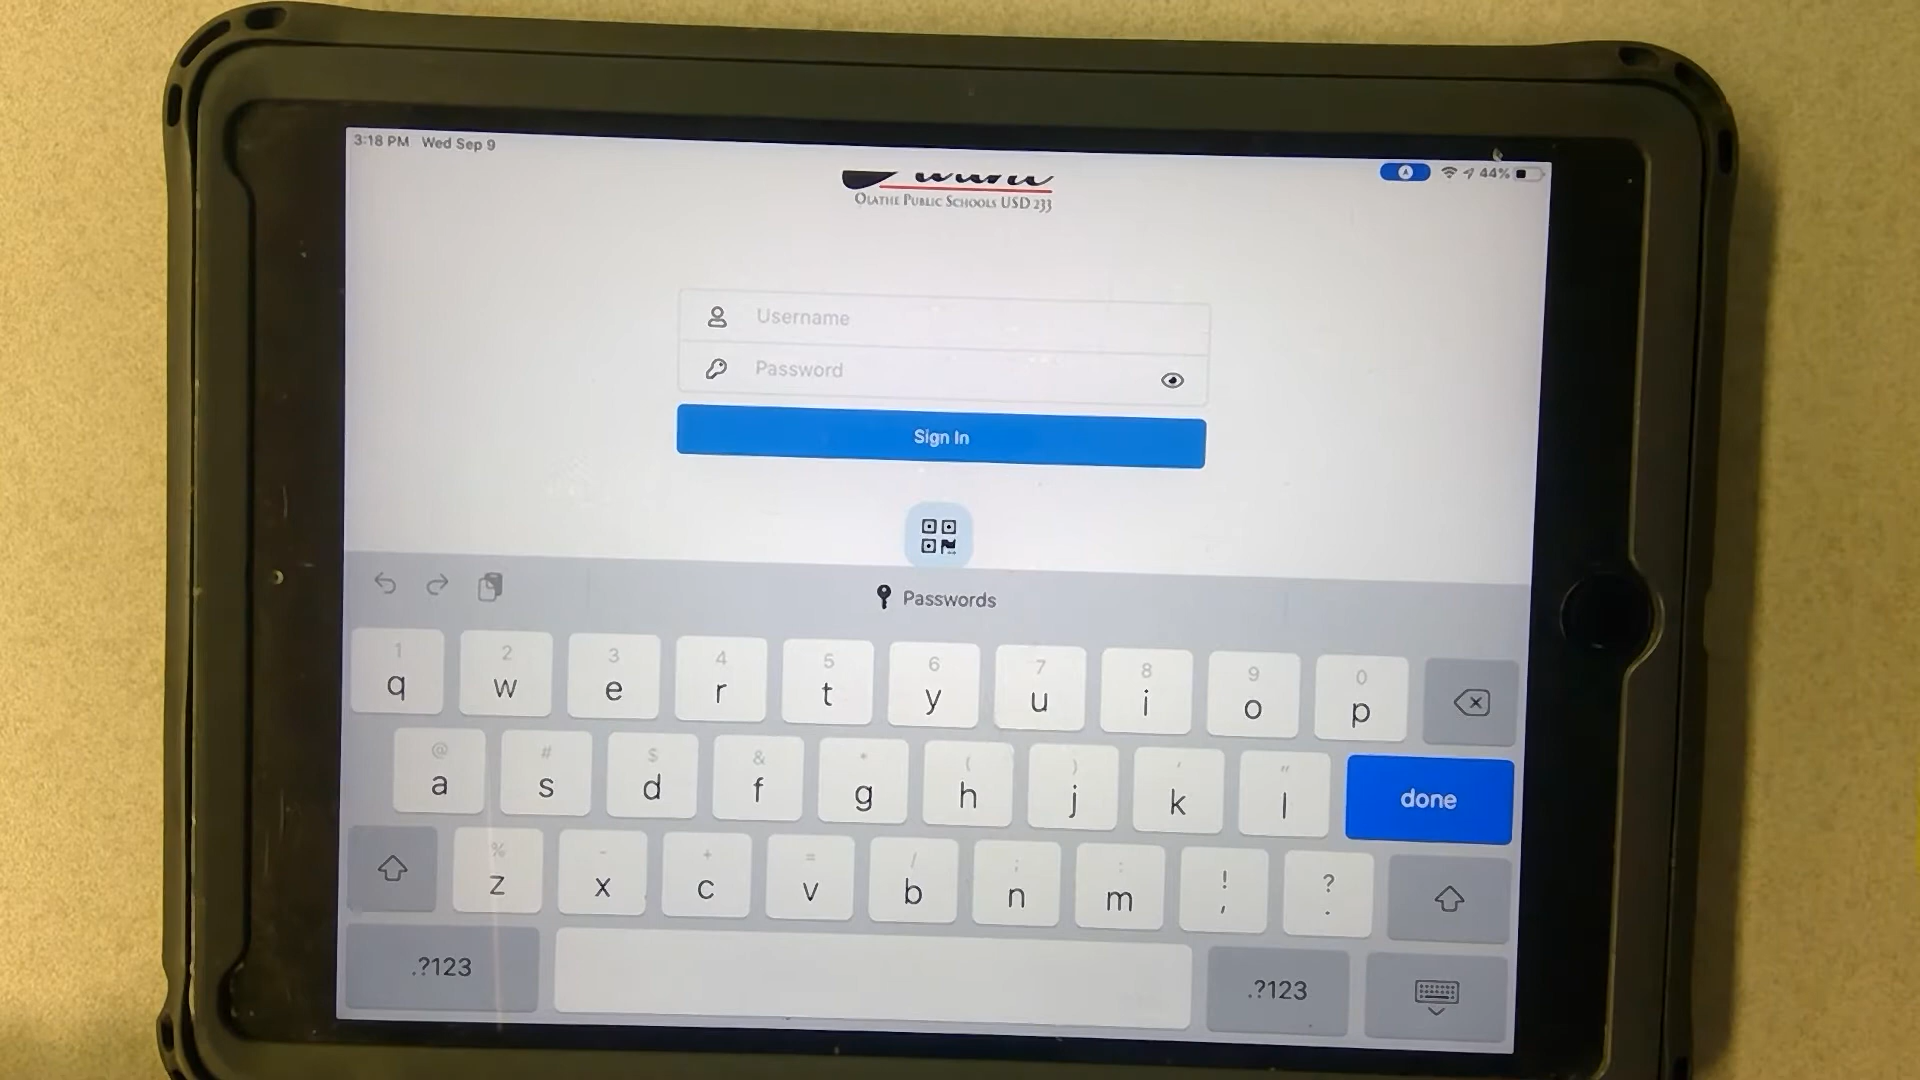 3:18 PM Wed Sep 9
44%
OLATHE PUBLIC SCHOOLS USD 233
Username
Password
Sign In
Passwords
1 2 3 4 5 6 7 8 9 0
q w e r t y u i o p
@ # $ & * ( ) ' "
a s d f g h j k l done
% - + = / ; : ! ?
z x c v b n m , .
.?123 .?123